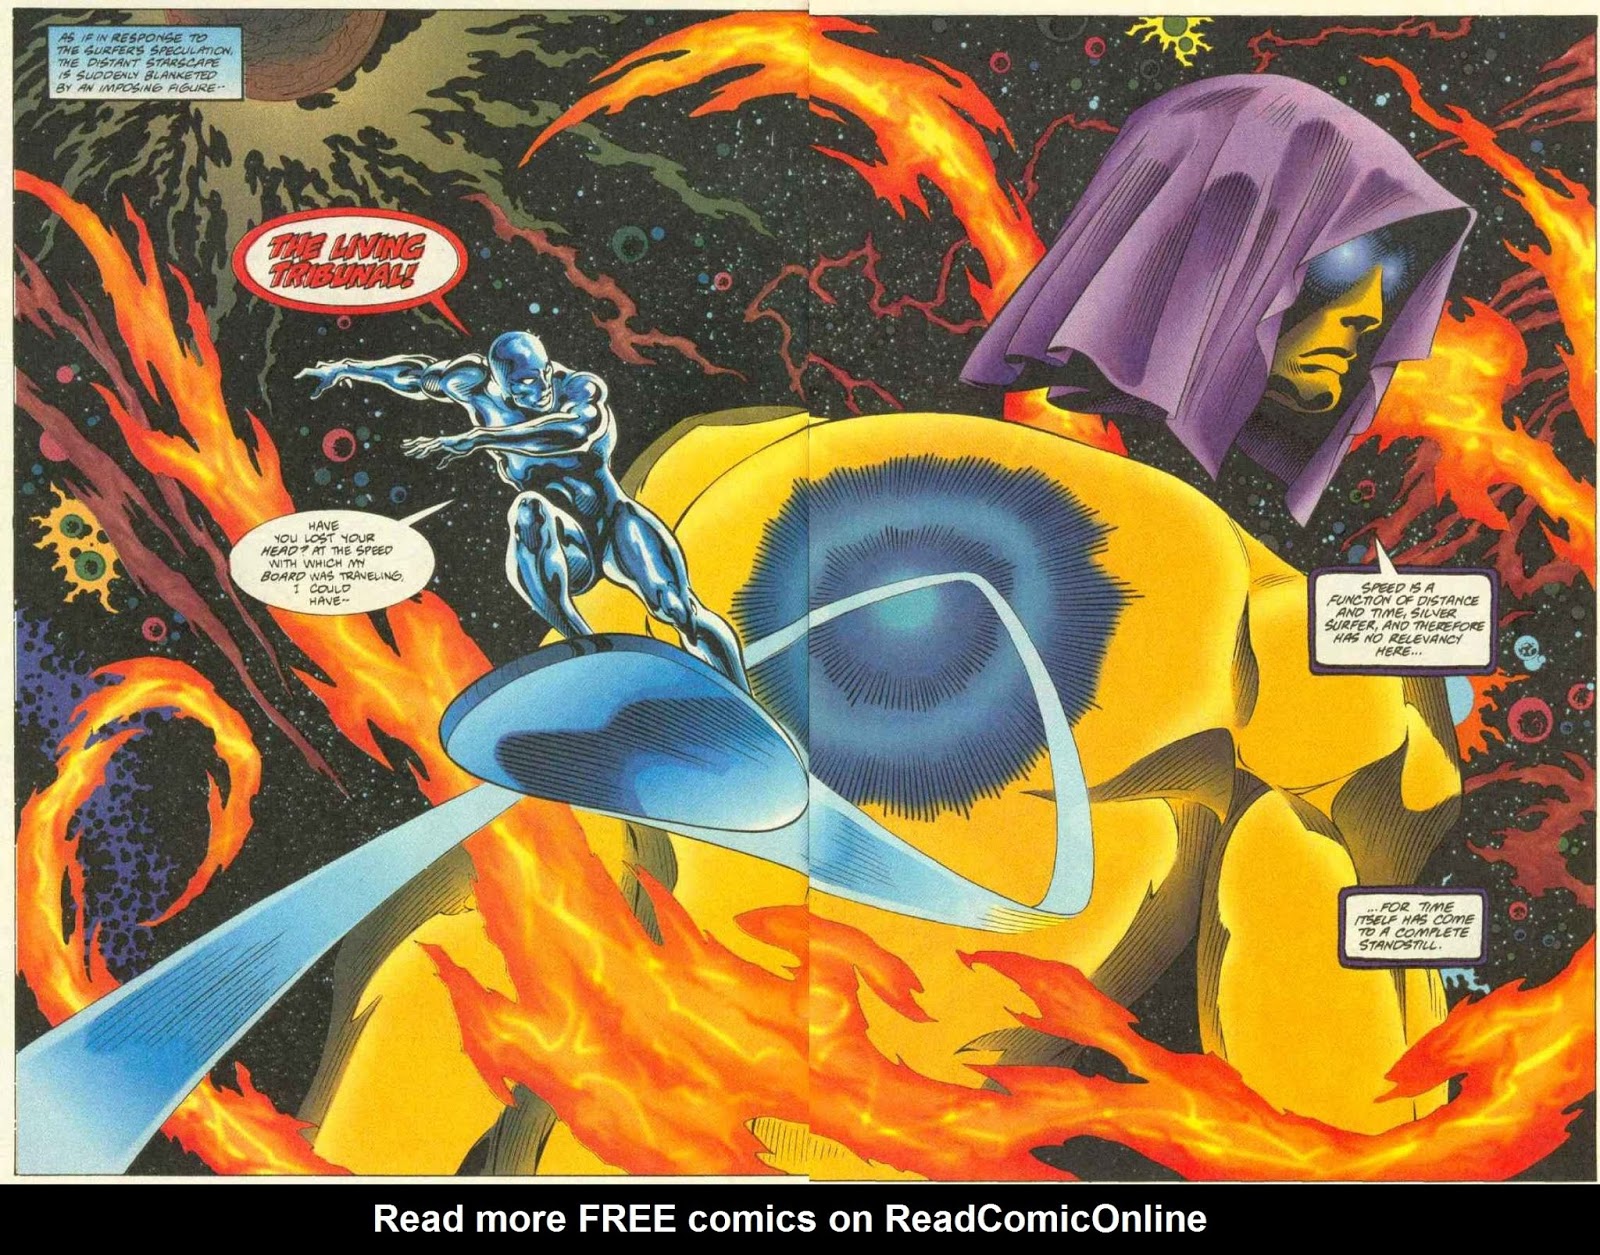 AS IF IN RESPONSE TO
THE SURFER'S SPECULATION,
THE DISTANT STARSCAPE
IS SUDDENLY BLANKETED
BY AN IMPOSING FIGURE--
THE LIVING
TRIBUNAL!
HAVE
YOU LOST YOUR
HEAD? AT THE SPEED
WITH WHICH MY
BOARD WAS TRAVELING,
I COULD
HAVE--
SPEED IS A
FUNCTION OF DISTANCE
AND TIME, SILVER
SURFER, AND THEREFORE
HAS NO RELEVANCY
HERE...
...FOR TIME
ITSELF HAS COME
TO A COMPLETE
STANDSTILL.
Read more FREE comics on ReadComicOnline